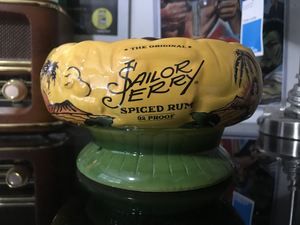 THE ORIGINAL
SAILOR
JERRY
SPICED RUM
92 PROOF